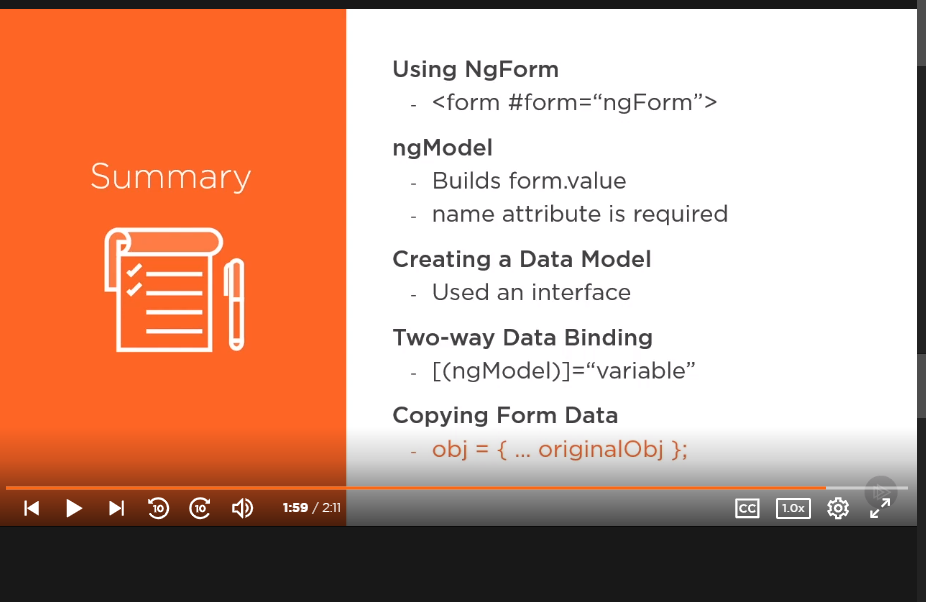 Summary
Using NgForm
- <form #form=“ngForm”>
ngModel
- Builds form.value
- name attribute is required
Creating a Data Model
- Used an interface
Two-way Data Binding
- [(ngModel)]=“variable”
Copying Form Data
- obj = { ... originalObj };
10
10
1:59 / 2:11
CC
1.0x